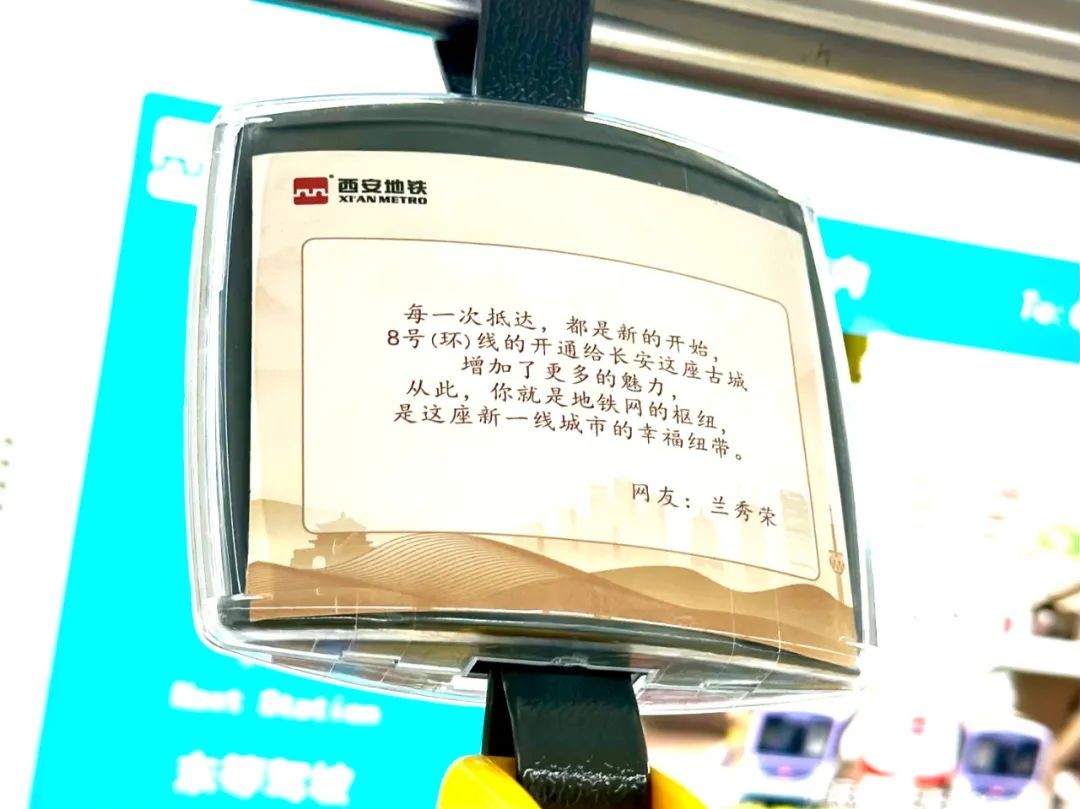 西安地铁
XI'AN METRO
每一次抵达，都是新的开始，
8号(环)线的开通给长安这座古城
增加了更多的魅力，
从此，你就是地铁网的枢纽，
是这座新一线城市的幸福纽带。
网友：兰秀荣
向
To:
Next Station